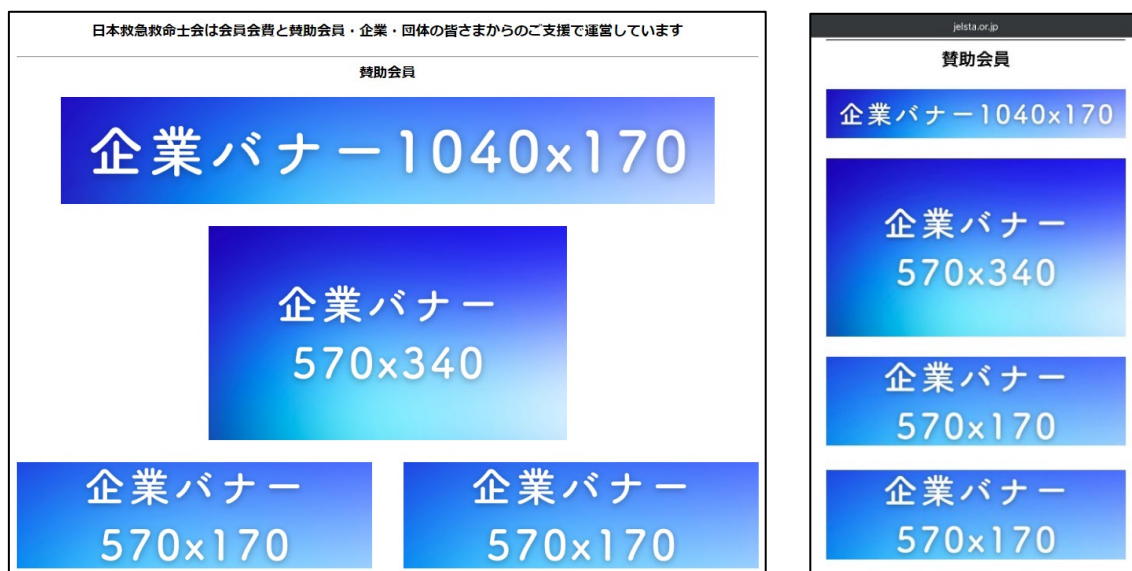 日本救急救命士会は会員会費と賛助会員・企業・団体の皆さまからのご支援で運営しています
賛助会員
企業バナー1040x170
企業バナー
570x340
企業バナー
570x170
企業バナー
570x170
jelsta.or.jp
賛助会員
企業バナー1040x170
企業バナー
570x340
企業バナー
570x170
企業バナー
570x170